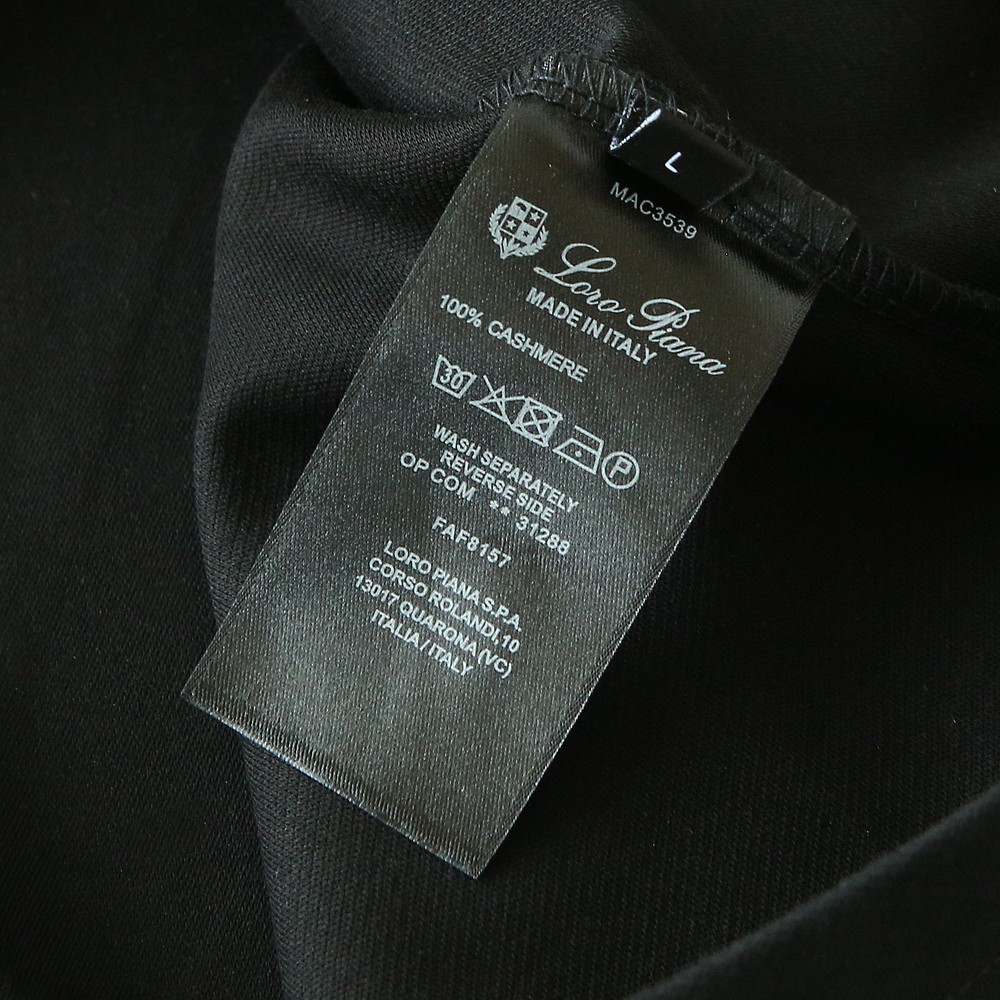 L
MAC3539
Loro Piana
MADE IN ITALY
100% CASHMERE
30 P
WASH SEPARATELY
REVERSE SIDE
OP COM ** 31288
FAF8157
LORO PIANA S.P.A.
CORSO ROLANDI,10
13017 QUARONA (VC)
ITALIA / ITALY